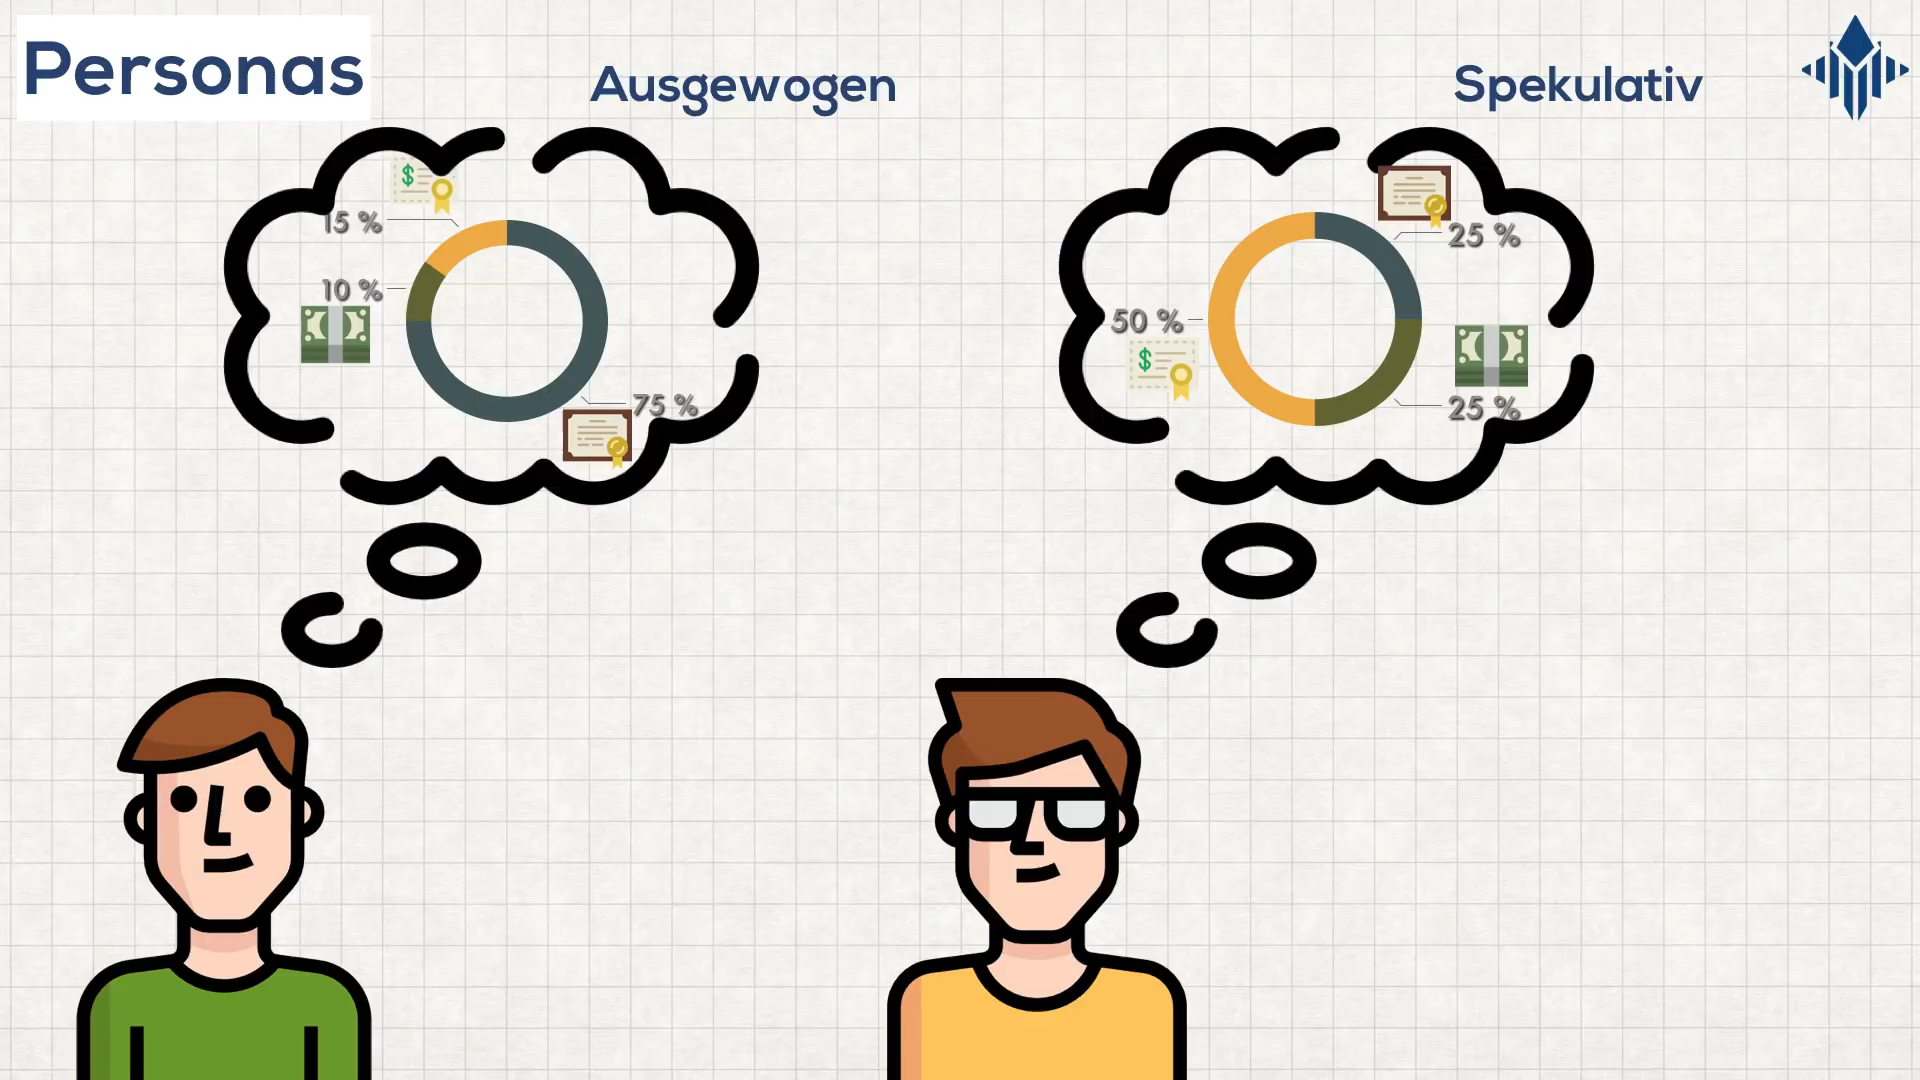 Personas
Ausgewogen
Spekulativ
$
15 %
10 %
75 %
25 %
50 %
$
25 %